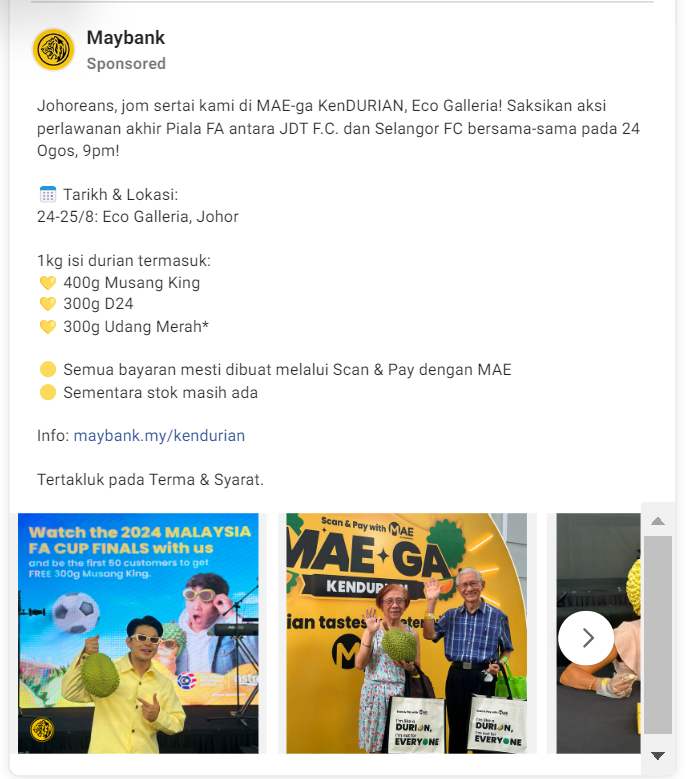 Maybank
Sponsored
Johoreans, jom sertai kami di MAE-ga KenDURIAN, Eco Galleria! Saksikan aksi
perlawanan akhir Piala FA antara JDT F.C. dan Selangor FC bersama-sama pada 24
Ogos, 9pm!
Tarikh & Lokasi:
24-25/8: Eco Galleria, Johor
1kg isi durian termasuk:
400g Musang King
300g D24
300g Udang Merah*
Semua bayaran mesti dibuat melalui Scan & Pay dengan MAE
Sementara stok masih ada
Info: maybank.my/kendurian
Tertakluk pada Terma & Syarat.
Watch the 2024 MALAYSIA
FA CUP FINALS with us
and be the first 50 customers to get
FREE 300g Musang King.
Scan & Pay with MAE
MAE GA
KENDU
ian tastes
I'm like a
DURIAN,
I'm not for
EVERYONE
I'm like a
DURIAN,
I'm not for
EVERYONE